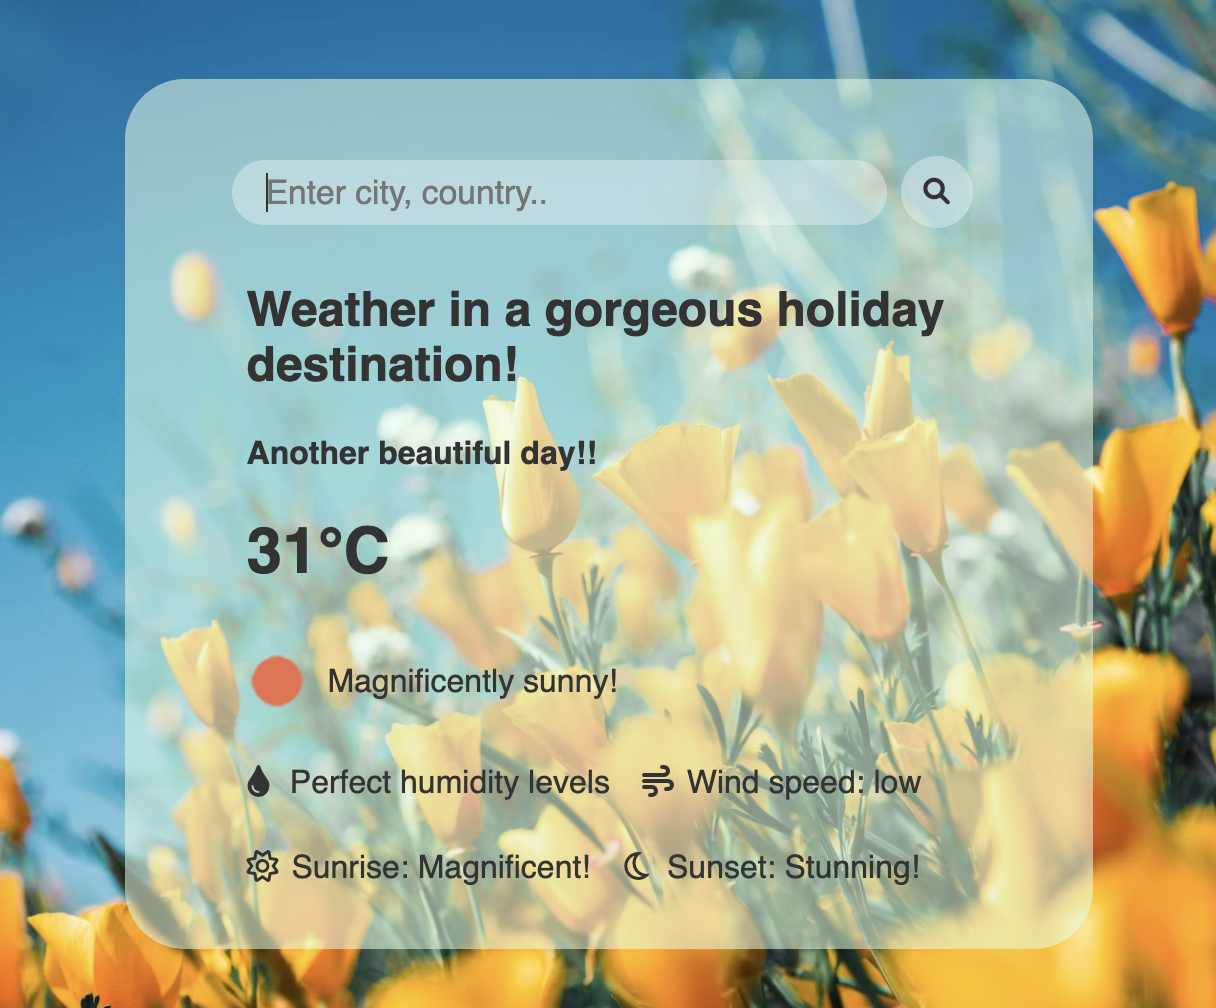 Enter city, country..
Weather in a gorgeous holiday
destination!
Another beautiful day!!
31°C
Magnificently sunny!
Perfect humidity levels
Wind speed: low
Sunrise: Magnificent!
Sunset: Stunning!